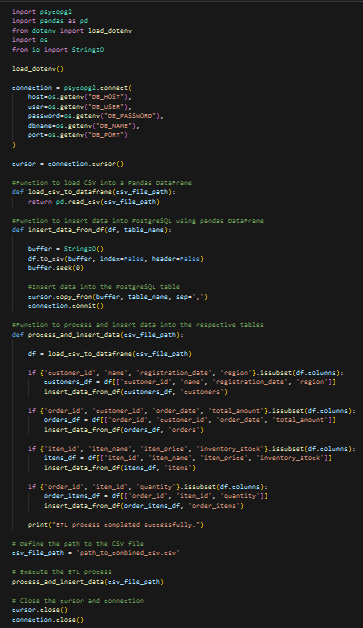 import psycopg2
import pandas as pd
from dotenv import load_dotenv
import os
from io import StringIO

load_dotenv()

connection = psycopg2.connect(
    host=os.getenv("DB_HOST"),
    user=os.getenv("DB_USER"),
    password=os.getenv("DB_PASSWORD"),
    dbname=os.getenv("DB_NAME"),
    port=os.getenv("DB_PORT")
)

cursor = connection.cursor()

#Function to load CSV into a Pandas DataFrame
def load_csv_to_dataframe(csv_file_path):
    return pd.read_csv(csv_file_path)

#Function to insert data into PostgreSQL using pandas DataFrame
def insert_data_from_df(df, table_name):

    buffer = StringIO()
    df.to_csv(buffer, index=False, header=False)
    buffer.seek(0)

    #Insert data into the PostgreSQL table
    cursor.copy_from(buffer, table_name, sep=',')
    connection.commit()

#Function to process and insert data into the respective tables
def process_and_insert_data(csv_file_path):

    df = load_csv_to_dataframe(csv_file_path)

    if {'customer_id', 'name', 'registration_date', 'region'}.issubset(df.columns):
        customers_df = df[['customer_id', 'name', 'registration_date', 'region']]
        insert_data_from_df(customers_df, 'customers')

    if {'order_id', 'customer_id', 'order_date', 'total_amount'}.issubset(df.columns):
        orders_df = df[['order_id', 'customer_id', 'order_date', 'total_amount']]
        insert_data_from_df(orders_df, 'orders')

    if {'item_id', 'item_name', 'item_price', 'inventory_stock'}.issubset(df.columns):
        items_df = df[['item_id', 'item_name', 'item_price', 'inventory_stock']]
        insert_data_from_df(items_df, 'items')

    if {'order_id', 'item_id', 'quantity'}.issubset(df.columns):
        order_items_df = df[['order_id', 'item_id', 'quantity']]
        insert_data_from_df(order_items_df, 'order_items')

    print("ETL process completed successfully.")

# Define the path to the CSV file
csv_file_path = 'path_to_combined_csv.csv'

# Execute the ETL process
process_and_insert_data(csv_file_path)

# Close the cursor and connection
cursor.close()
connection.close()